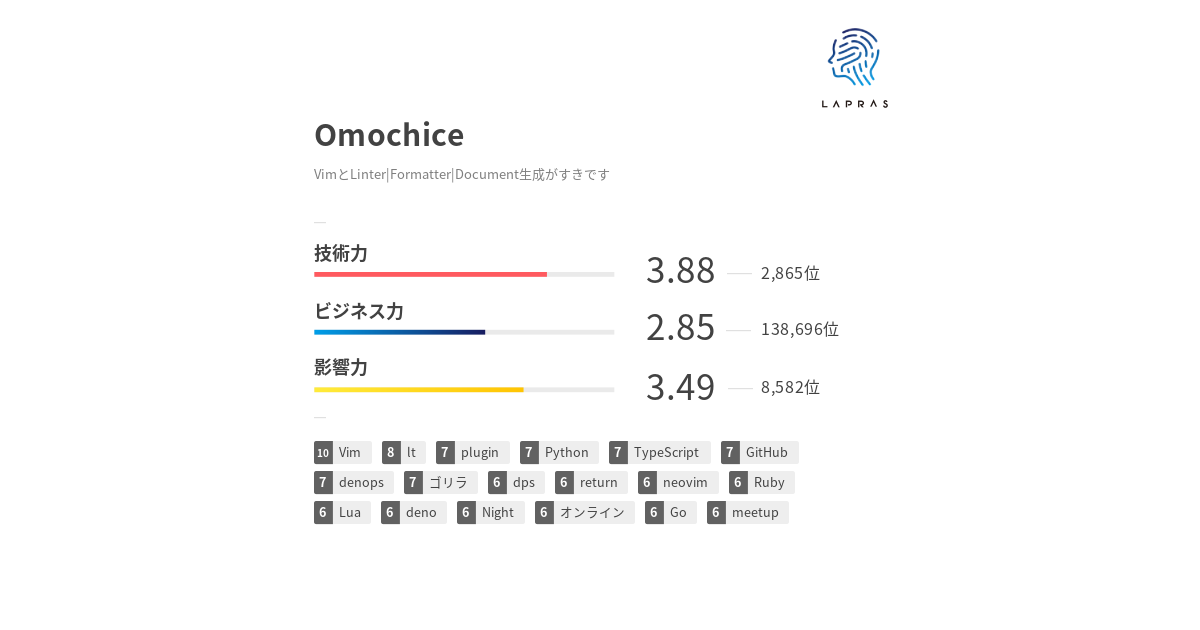 LAPRAS
Omochice
VimとLinter|Formatter|Document生成がすきです
技術力
3.88 2,865位
ビジネス力
2.85 138,696位
影響力
3.49 8,582位
10 Vim 8 lt 7 plugin 7 Python 7 TypeScript 7 GitHub
7 denops 7 ゴリラ 6 dps 6 return 6 neovim 6 Ruby
6 Lua 6 deno 6 Night 6 オンライン 6 Go 6 meetup